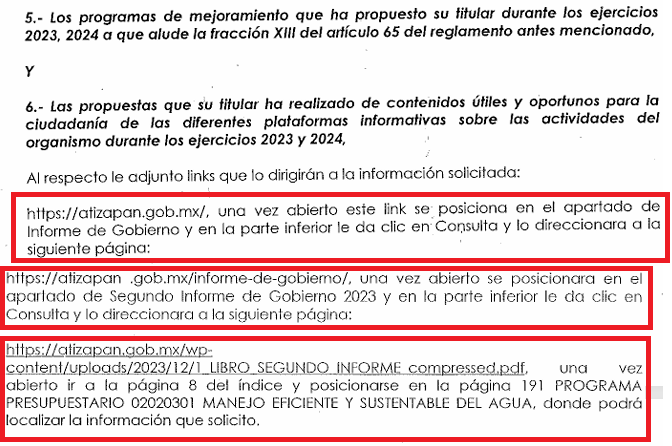 5.- Los programas de mejoramiento que ha propuesto su titular durante los ejercicios
2023, 2024 a que alude la fracción XIII del artículo 65 del reglamento antes mencionado,
Y
6.- Las propuestas que su titular ha realizado de contenidos útiles y oportunos para la
ciudadanía de las diferentes plataformas informativas sobre las actividades del
organismo durante los ejercicios 2023 y 2024,
Al respecto le adjunto links que lo dirigirán a la información solicitada:
https://atizapan.gob.mx/, una vez abierto este link se posiciona en el apartado de
Informe de Gobierno y en la parte inferior le da clic en Consulta y lo direccionara a la
siguiente página:
https://atizapan .gob.mx/informe-de-gobierno/, una vez abierto se posicionara en el
apartado de Segundo Informe de Gobierno 2023 y en la parte inferior le da clic en
Consulta y lo direccionara a la siguiente página:
https://atizapan.gob.mx/wp-
content/uploads/2023/12/1_LIBRO_SEGUNDO_INFORME_compressed.pdf, una vez
abierto ir a la página 8 del índice y posicionarse en la página 191 PROGRAMA
PRESUPUESTARIO 02020301 MANEJO EFICIENTE Y SUSTENTABLE DEL AGUA, donde podrá
localizar la información que solicito.